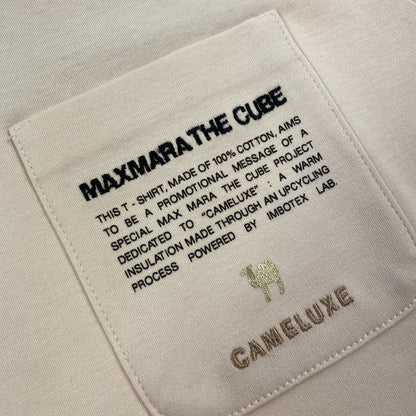 MAXMARA THE CUBE
THIS T - SHIRT, MADE OF 100% COTTON, AIMS
TO BE A PROMOTIONAL MESSAGE OF A
SPECIAL MAX MARA THE CUBE PROJECT
DEDICATED TO "CAMELUXE" : A WARM
INSULATION MADE THROUGH AN UPCYLING
PROCESS POWERED BY IMBOTEX LAB.
CAMELUXE